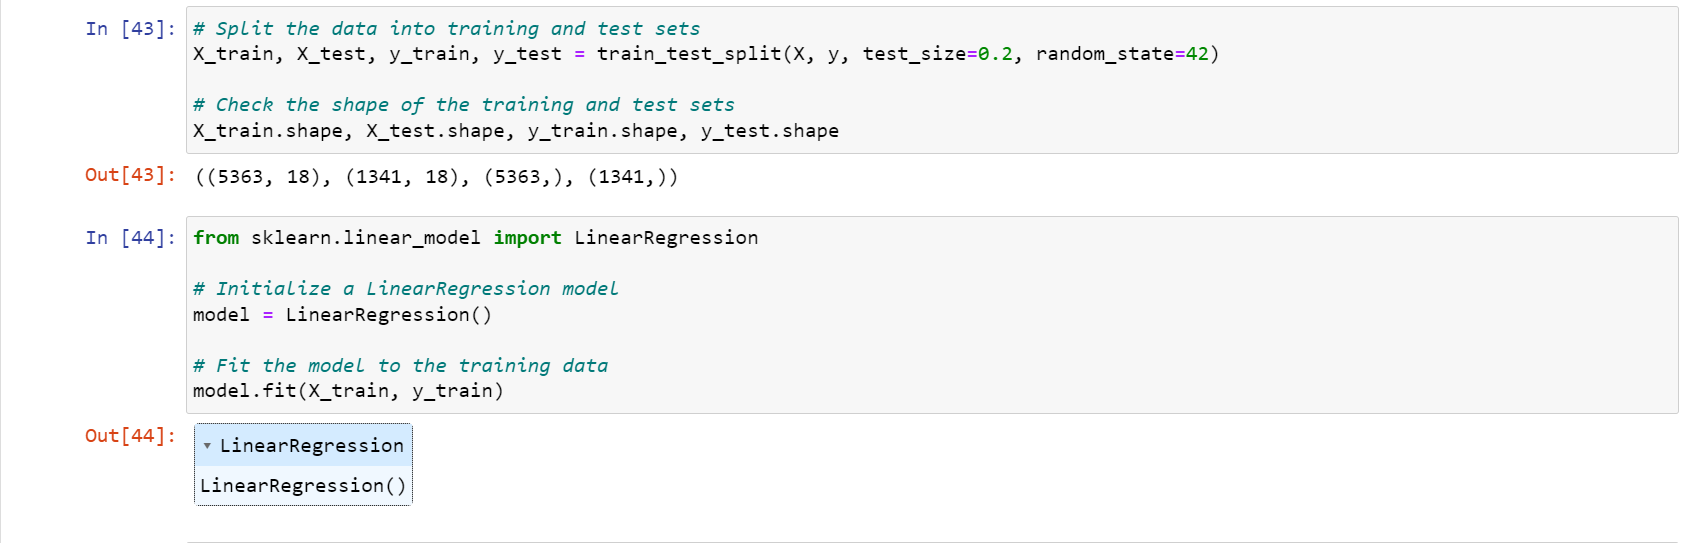 In [43]: # Split the data into training and test sets
X_train, X_test, y_train, y_test = train_test_split(X, y, test_size=0.2, random_state=42)
# Check the shape of the training and test sets
X_train.shape, X_test.shape, y_train.shape, y_test.shape
Out[43]: ((5363, 18), (1341, 18), (5363,), (1341,))
In [44]: from sklearn.linear_model import LinearRegression
# Initialize a LinearRegression model
model = LinearRegression()
# Fit the model to the training data
model.fit(X_train, y_train)
Out[44]: ▾ LinearRegression
LinearRegression()